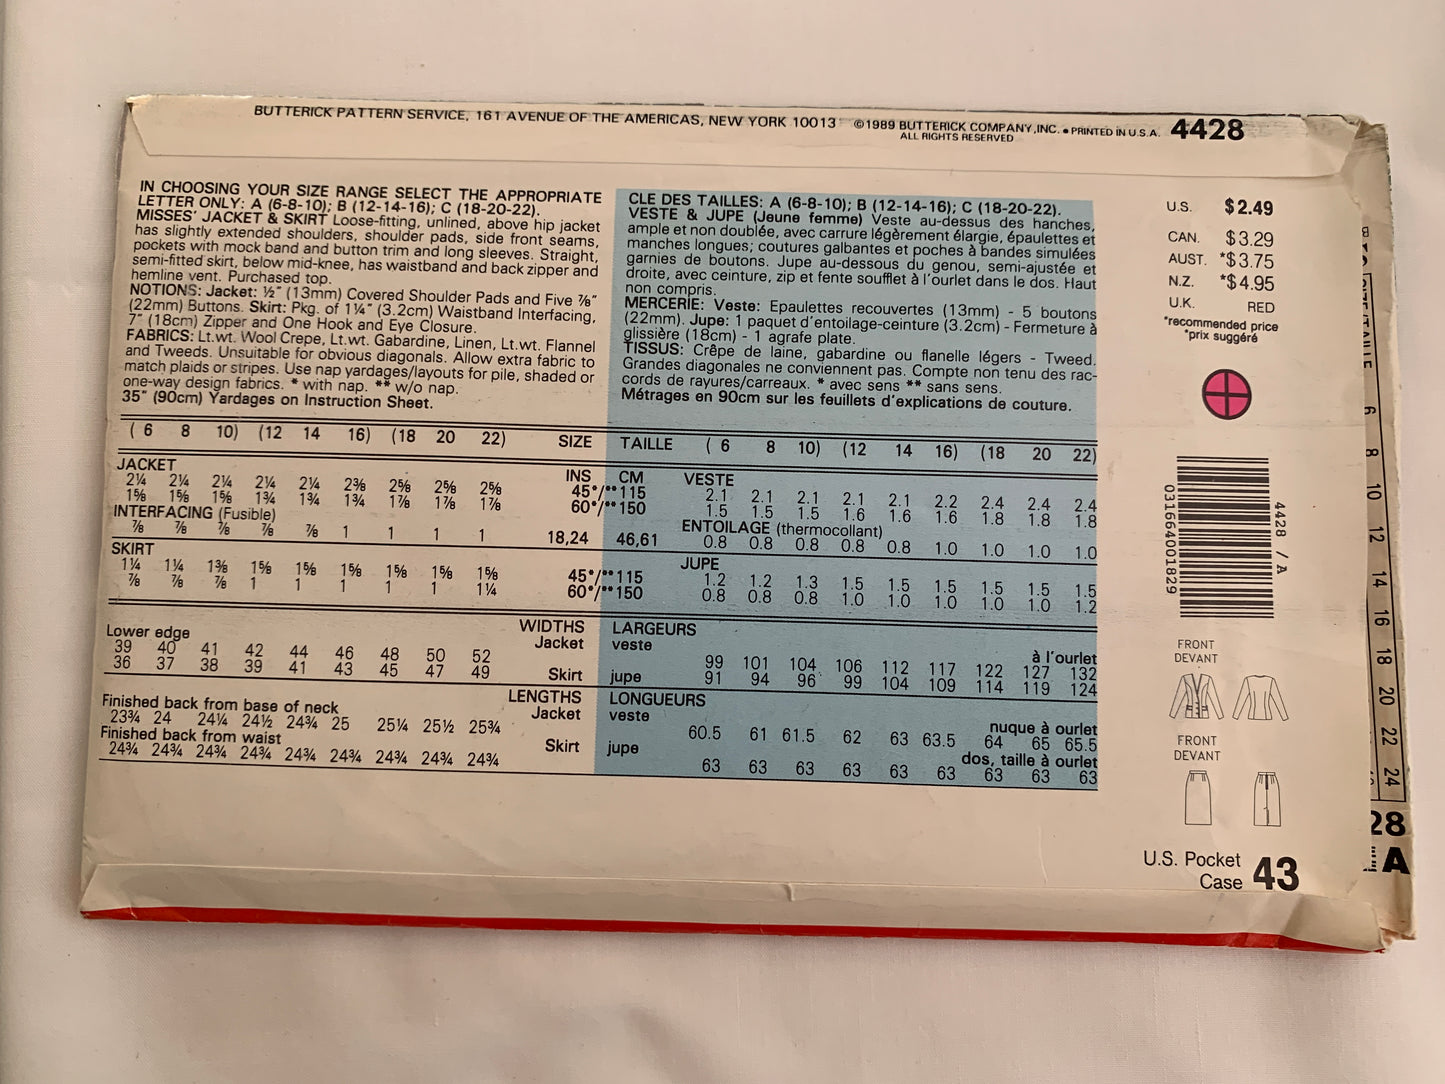 BUTTERICK PATTERN SERVICE, 161 AVENUE OF THE AMERICAS, NEW YORK 10013 ©1989 BUTTERICK COMPANY, INC. • PRINTED IN U.S.A. 4428
ALL RIGHTS RESERVED
IN CHOOSING YOUR SIZE RANGE SELECT THE APPROPRIATE
LETTER ONLY: A (6-8-10); B (12-14-16); C (18-20-22).
MISSES' JACKET & SKIRT Loose-fitting, unlined, above hip jacket
has slightly extended shoulders, shoulder pads, side front seams,
pockets with mock band and button trim and long sleeves. Straight,
semi-fitted skirt, below mid-knee, has waistband and back zipper and
hemline vent. Purchased top.
NOTIONS: Jacket: ½" (13mm) Covered Shoulder Pads and Five ⅞"
(22mm) Buttons. Skirt: Pkg. of 1¼" (3.2cm) Waistband Interfacing,
7" (18cm) Zipper and One Hook and Eye Closure.
FABRICS: Lt.wt. Wool Crepe, Lt.wt. Gabardine, Linen, Lt.wt. Flannel
and Tweeds. Unsuitable for obvious diagonals. Allow extra fabric to
match plaids or stripes. Use nap yardages/layouts for pile, shaded or
one-way design fabrics. * with nap. ** w/o nap.
35" (90cm) Yardages on Instruction Sheet.
CLE DES TAILLES: A (6-8-10); B (12-14-16); C (18-20-22).
VESTE & JUPE (Jeune femme) Veste au-dessus des hanches,
ample et non doublée, avec carrure légèrement élargie, épaulettes et
manches longues; coutures galbantes et poches à bandes simulées
garnies de boutons. Jupe au-dessous du genou, semi-ajustée et
droite, avec ceinture, zip et fente soufflet à l'ourlet dans le dos. Haut
non compris.
MERCERIE: Veste: Epaulettes recouvertes (13mm) - 5 boutons
(22mm). Jupe: 1 paquet d'entoilage-ceinture (3.2cm) - Fermeture à
glissière (18cm) - 1 agrafe plate.
TISSUS: Crêpe de laine, gabardine ou flanelle légers - Tweed.
Grandes diagonales ne conviennent pas. Compte non tenu des rac-
cords de rayures/carreaux. * avec sens ** sans sens.
Métrages en 90cm sur les feuillets d'explications de couture.
( 6 8 10) (12 14 16) (18 20 22) SIZE TAILLE ( 6 8 10) (12 14 16) (18 20 22)
JACKET INS CM VESTE
2¼ 2¼ 2¼ 2¼ 2¼ 2⅜ 2⅝ 2⅝ 2⅝ 45*/**115 2.1 2.1 2.1 2.1 2.1 2.2 2.4 2.4 2.4
1⅝ 1⅝ 1⅝ 1¾ 1¾ 1¾ 1⅞ 1⅞ 1⅞ 60*/**150 1.5 1.5 1.5 1.6 1.6 1.6 1.8 1.8 1.8
INTERFACING (Fusible) ENTOILAGE (thermocollant)
⅞ ⅞ ⅞ ⅞ ⅞ 1 1 1 1 18,24 46,61 0.8 0.8 0.8 0.8 0.8 1.0 1.0 1.0 1.0
SKIRT JUPE
1¼ 1¼ 1⅜ 1⅝ 1⅝ 1⅝ 1⅝ 1⅝ 1⅝ 45*/**115 1.2 1.2 1.3 1.5 1.5 1.5 1.5 1.5 1.5
⅞ ⅞ ⅞ 1 1 1 1 1 1¼ 60*/**150 0.8 0.8 0.8 1.0 1.0 1.0 1.0 1.0 1.2
WIDTHS LARGEURS
Lower edge Jacket veste à l'ourlet
39 40 41 42 44 46 48 50 52 99 101 104 106 112 117 122 127 132
36 37 38 39 41 43 45 47 49 Skirt jupe 91 94 96 99 104 109 114 119 124
LENGTHS LONGUEURS
Finished back from base of neck Jacket veste nuque à ourlet
23¾ 24 24¼ 24½ 24¾ 25 25¼ 25½ 25¾ 60.5 61 61.5 62 63 63.5 64 65 65.5
Finished back from waist Skirt jupe dos, taille à ourlet
24¾ 24¾ 24¾ 24¾ 24¾ 24¾ 24¾ 24¾ 24¾ 63 63 63 63 63 63 63 63 63
U.S. $2.49
CAN. $3.29
AUST. *$3.75
N.Z. *$4.95
U.K. RED
*recommended price
*prix suggéré
4428 / A
031664001829
FRONT
DEVANT
FRONT
DEVANT
U.S. Pocket
Case 43
SIZE/TAILLE 6 8 10 12 14 16 18 20 22 24
28
A